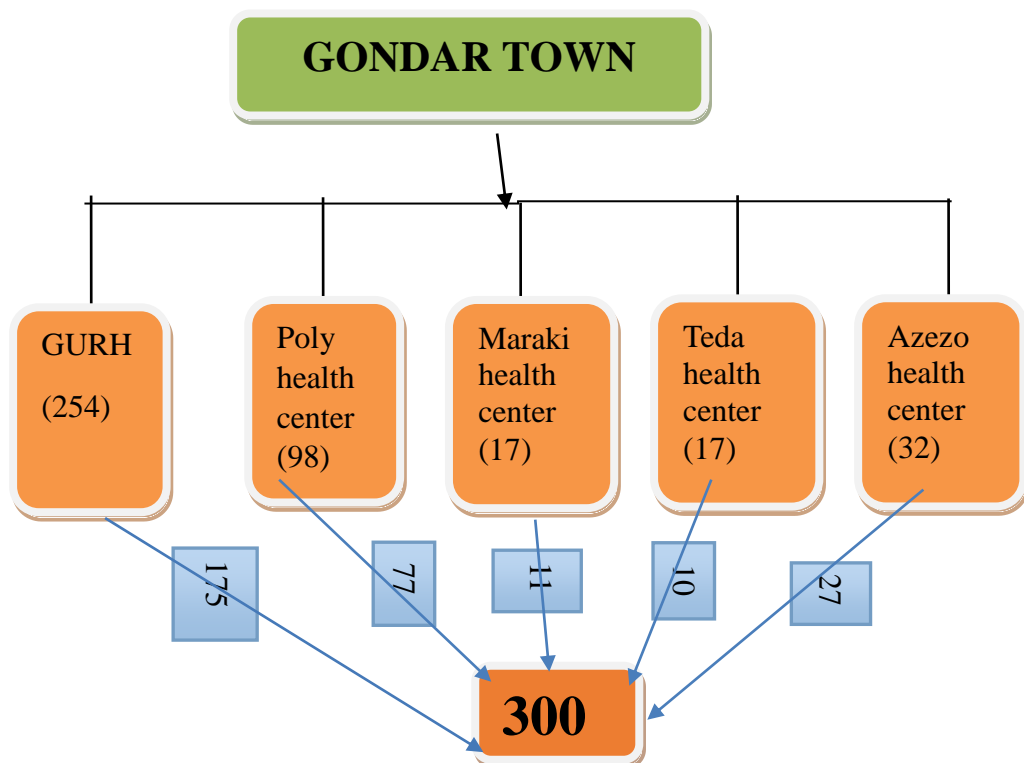 GONDAR TOWN
GURH
(254)
Poly
health
center
(98)
Maraki
health
center
(17)
Teda
health
center
(17)
Azezo
health
center
(32)
175
77
11
10
27
300